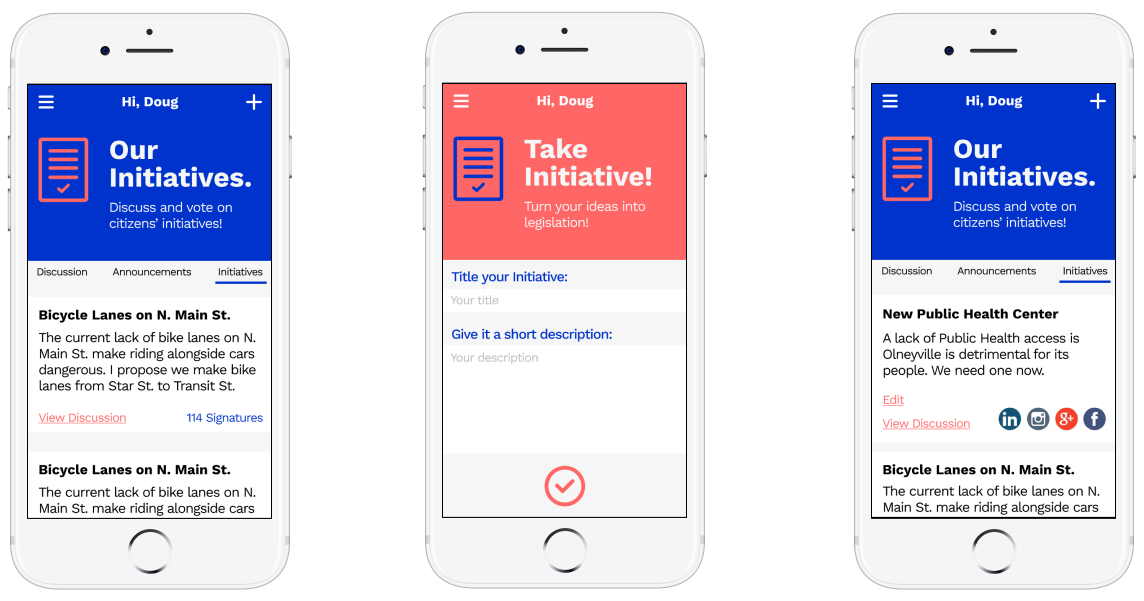 Hi, Doug
Our
Initiatives.
Discuss and vote on
citizens’ initiatives!
Discussion Announcements Initiatives
Bicycle Lanes on N. Main St.
The current lack of bike lanes on N.
Main St. make riding alongside cars
dangerous. I propose we make bike
lanes from Star St. to Transit St.
View Discussion 114 Signatures
Bicycle Lanes on N. Main St.
The current lack of bike lanes on N.
Main St. make riding alongside cars
Hi, Doug
Take
Initiative!
Turn your ideas into
legislation!
Title your Initiative:
Your title
Give it a short description:
Your description
Hi, Doug
Our
Initiatives.
Discuss and vote on
citizens’ initiatives!
Discussion Announcements Initiatives
New Public Health Center
A lack of Public Health access is
Olneyville is detrimental for its
people. We need one now.
Edit
View Discussion in g+ f
Bicycle Lanes on N. Main St.
The current lack of bike lanes on N.
Main St. make riding alongside cars